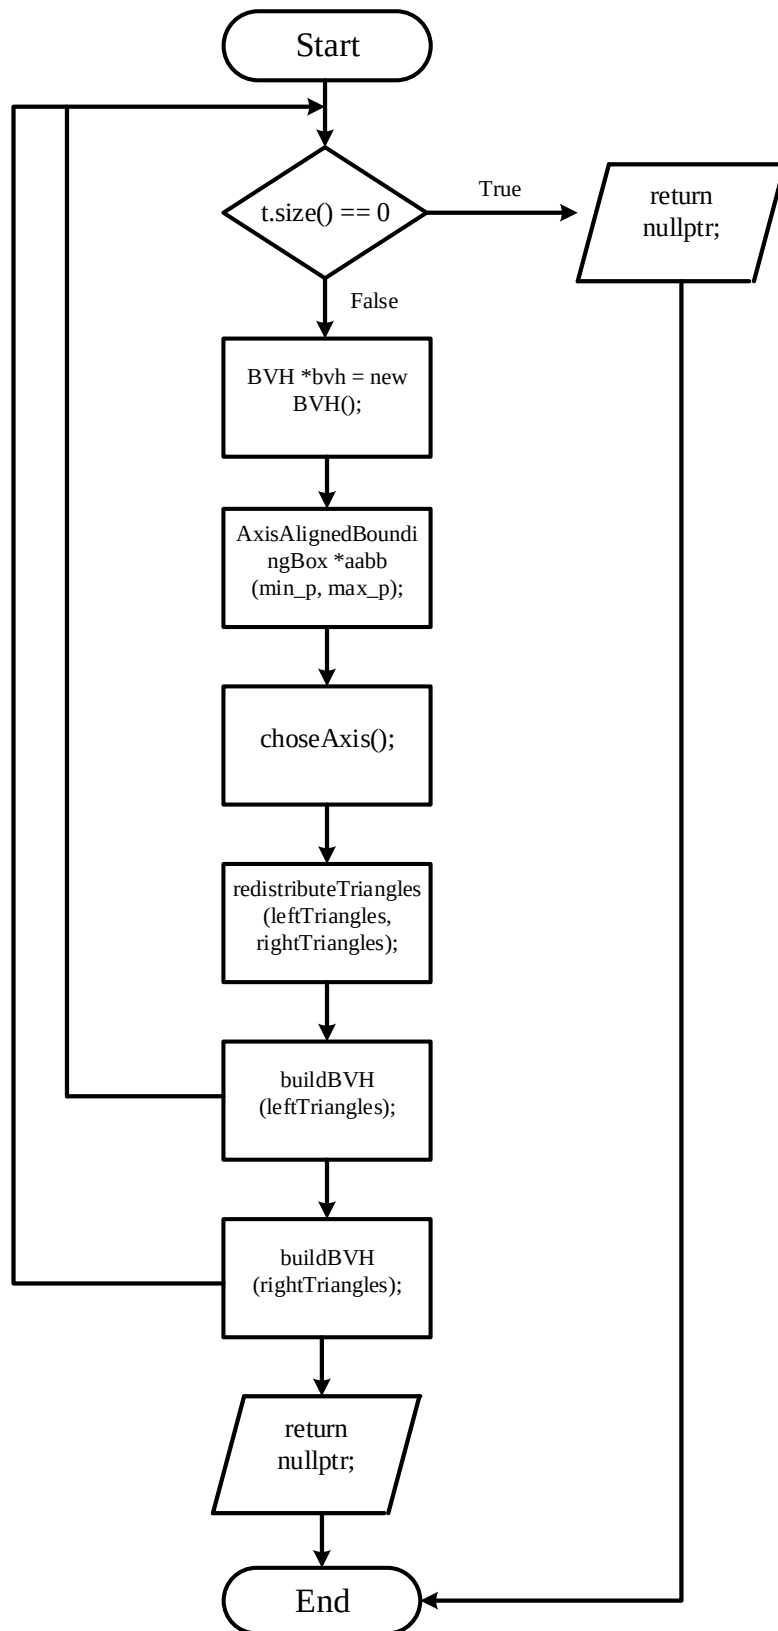 Start
t.size() == 0
True
return
nullptr;
False
BVH *bvh = new
BVH();
AxisAlignedBoundi
ngBox *aabb
(min_p, max_p);
choseAxis();
redistributeTriangles
(leftTriangles,
rightTriangles);
buildBVH
(leftTriangles);
buildBVH
(rightTriangles);
return
nullptr;
End